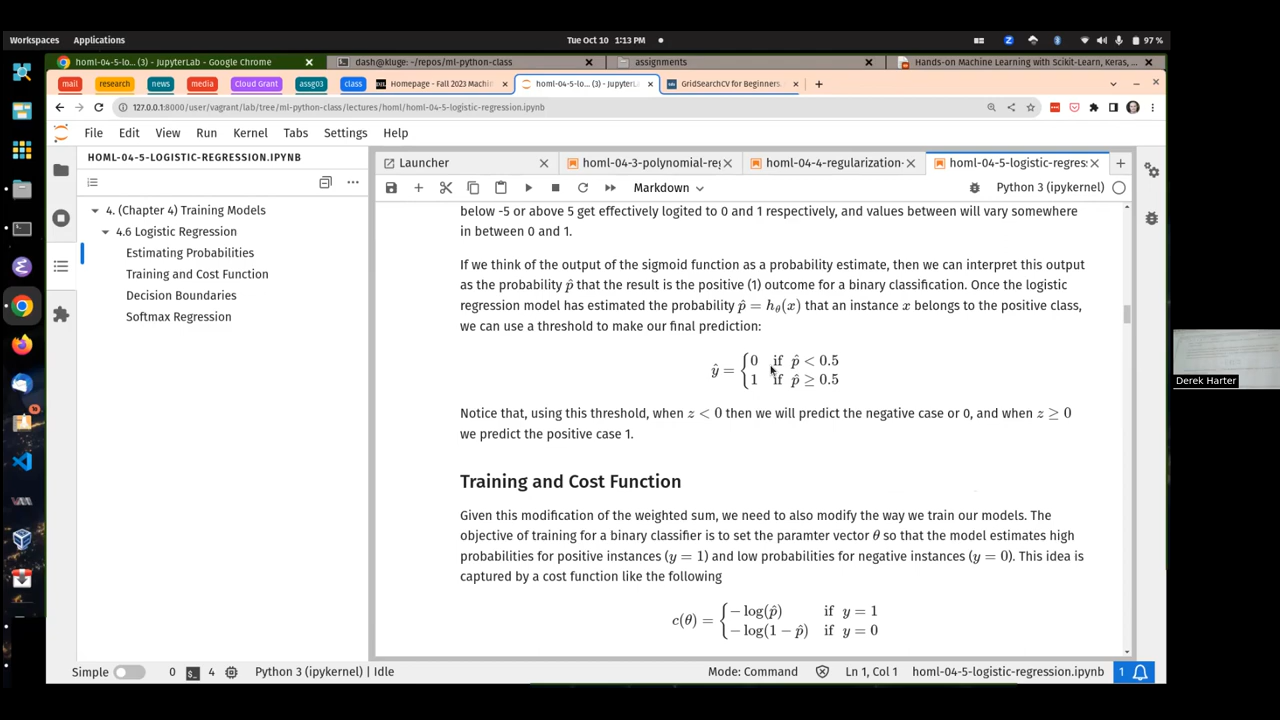 Workspaces Applications Tue Oct 10 1:13 PM 97 %
homl-04-5-lo... (3) - JupyterLab - Google Chrome dash@kluge: ~/repos/ml-python-class assignments Hands-on Machine Learning with Scikit-Learn, Keras, ...
mail research news media Cloud Grant assg03 class Homepage - Fall 2023 Machin homl-04-5-lo... (3) - JupyterL GridSearchCV for Beginners.
127.0.0.1:8000/user/vagrant/lab/tree/ml-python-class/lectures/homl/homl-04-5-logistic-regression.ipynb
File Edit View Run Kernel Tabs Settings Help
HOML-04-5-LOGISTIC-REGRESSION.IPYNB
Launcher homl-04-3-polynomial-reg homl-04-4-regularization- homl-04-5-logistic-regres:
Markdown Python 3 (ipykernel)
4. (Chapter 4) Training Models
4.6 Logistic Regression
Estimating Probabilities
Training and Cost Function
Decision Boundaries
Softmax Regression
below -5 or above 5 get effectively logited to 0 and 1 respectively, and values between will vary somewhere
in between 0 and 1.
If we think of the output of the sigmoid function as a probability estimate, then we can interpret this output
as the probability p̂ that the result is the positive (1) outcome for a binary classification. Once the logistic
regression model has estimated the probability p̂ = hθ(x) that an instance x belongs to the positive class,
we can use a threshold to make our final prediction:
ŷ = { 0 if p̂ < 0.5
1 if p̂ ≥ 0.5
Notice that, using this threshold, when z < 0 then we will predict the negative case or 0, and when z ≥ 0
we predict the positive case 1.
Training and Cost Function
Given this modification of the weighted sum, we need to also modify the way we train our models. The
objective of training for a binary classifier is to set the paramter vector θ so that the model estimates high
probabilities for positive instances (y = 1) and low probabilities for negative instances (y = 0). This idea is
captured by a cost function like the following
c(θ) = { − log(p̂) if y = 1
− log(1 − p̂) if y = 0
Simple 0 4 Python 3 (ipykernel) | Idle Mode: Command Ln 1, Col 1 homl-04-5-logistic-regression.ipynb 1
Derek Harter